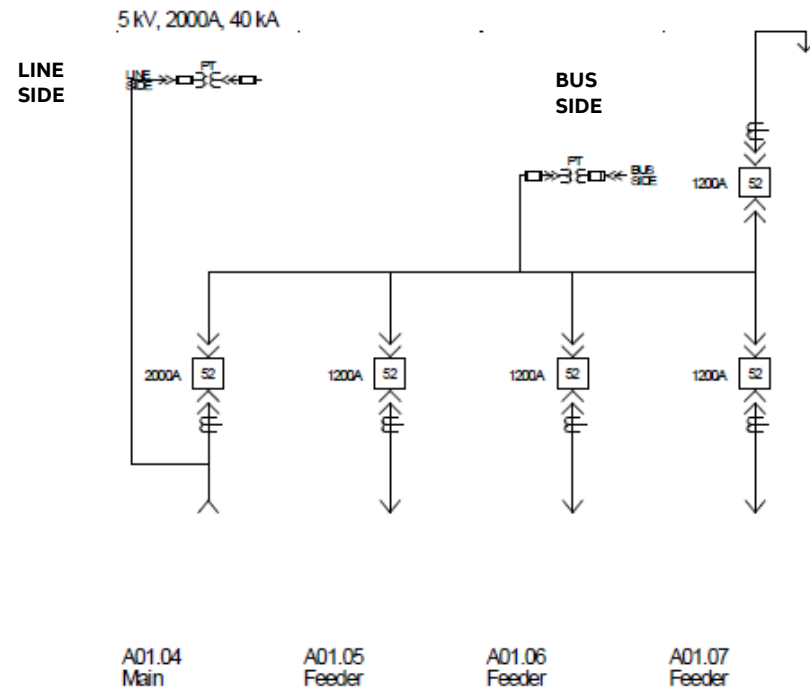 5 kV, 2000A, 40 kA
LINE
SIDE
LINE
SIDE
PT
BUS
SIDE
PT
BUS
SIDE
1200A
52
2000A
52
1200A
52
1200A
52
1200A
52
A01.04
Main
A01.05
Feeder
A01.06
Feeder
A01.07
Feeder